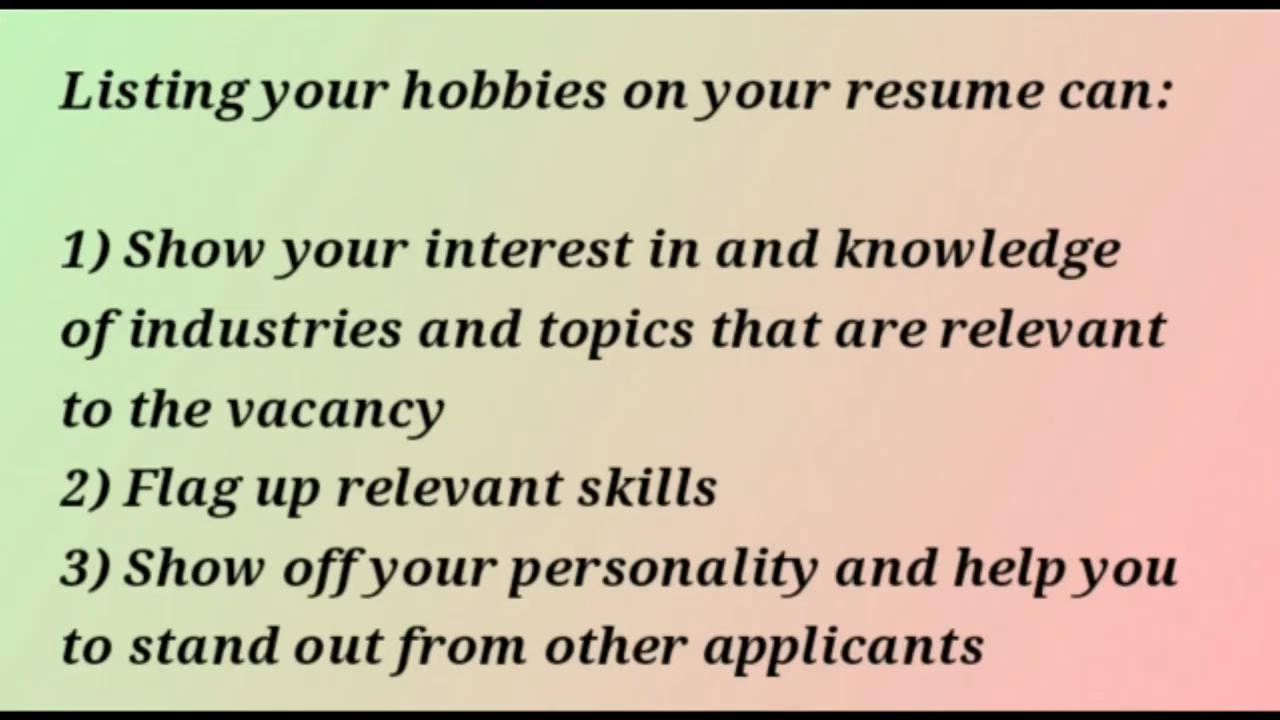 Listing your hobbies on your resume can:
1) Show your interest in and knowledge
of industries and topics that are relevant
to the vacancy
2) Flag up relevant skills
3) Show off your personality and help you
to stand out from other applicants